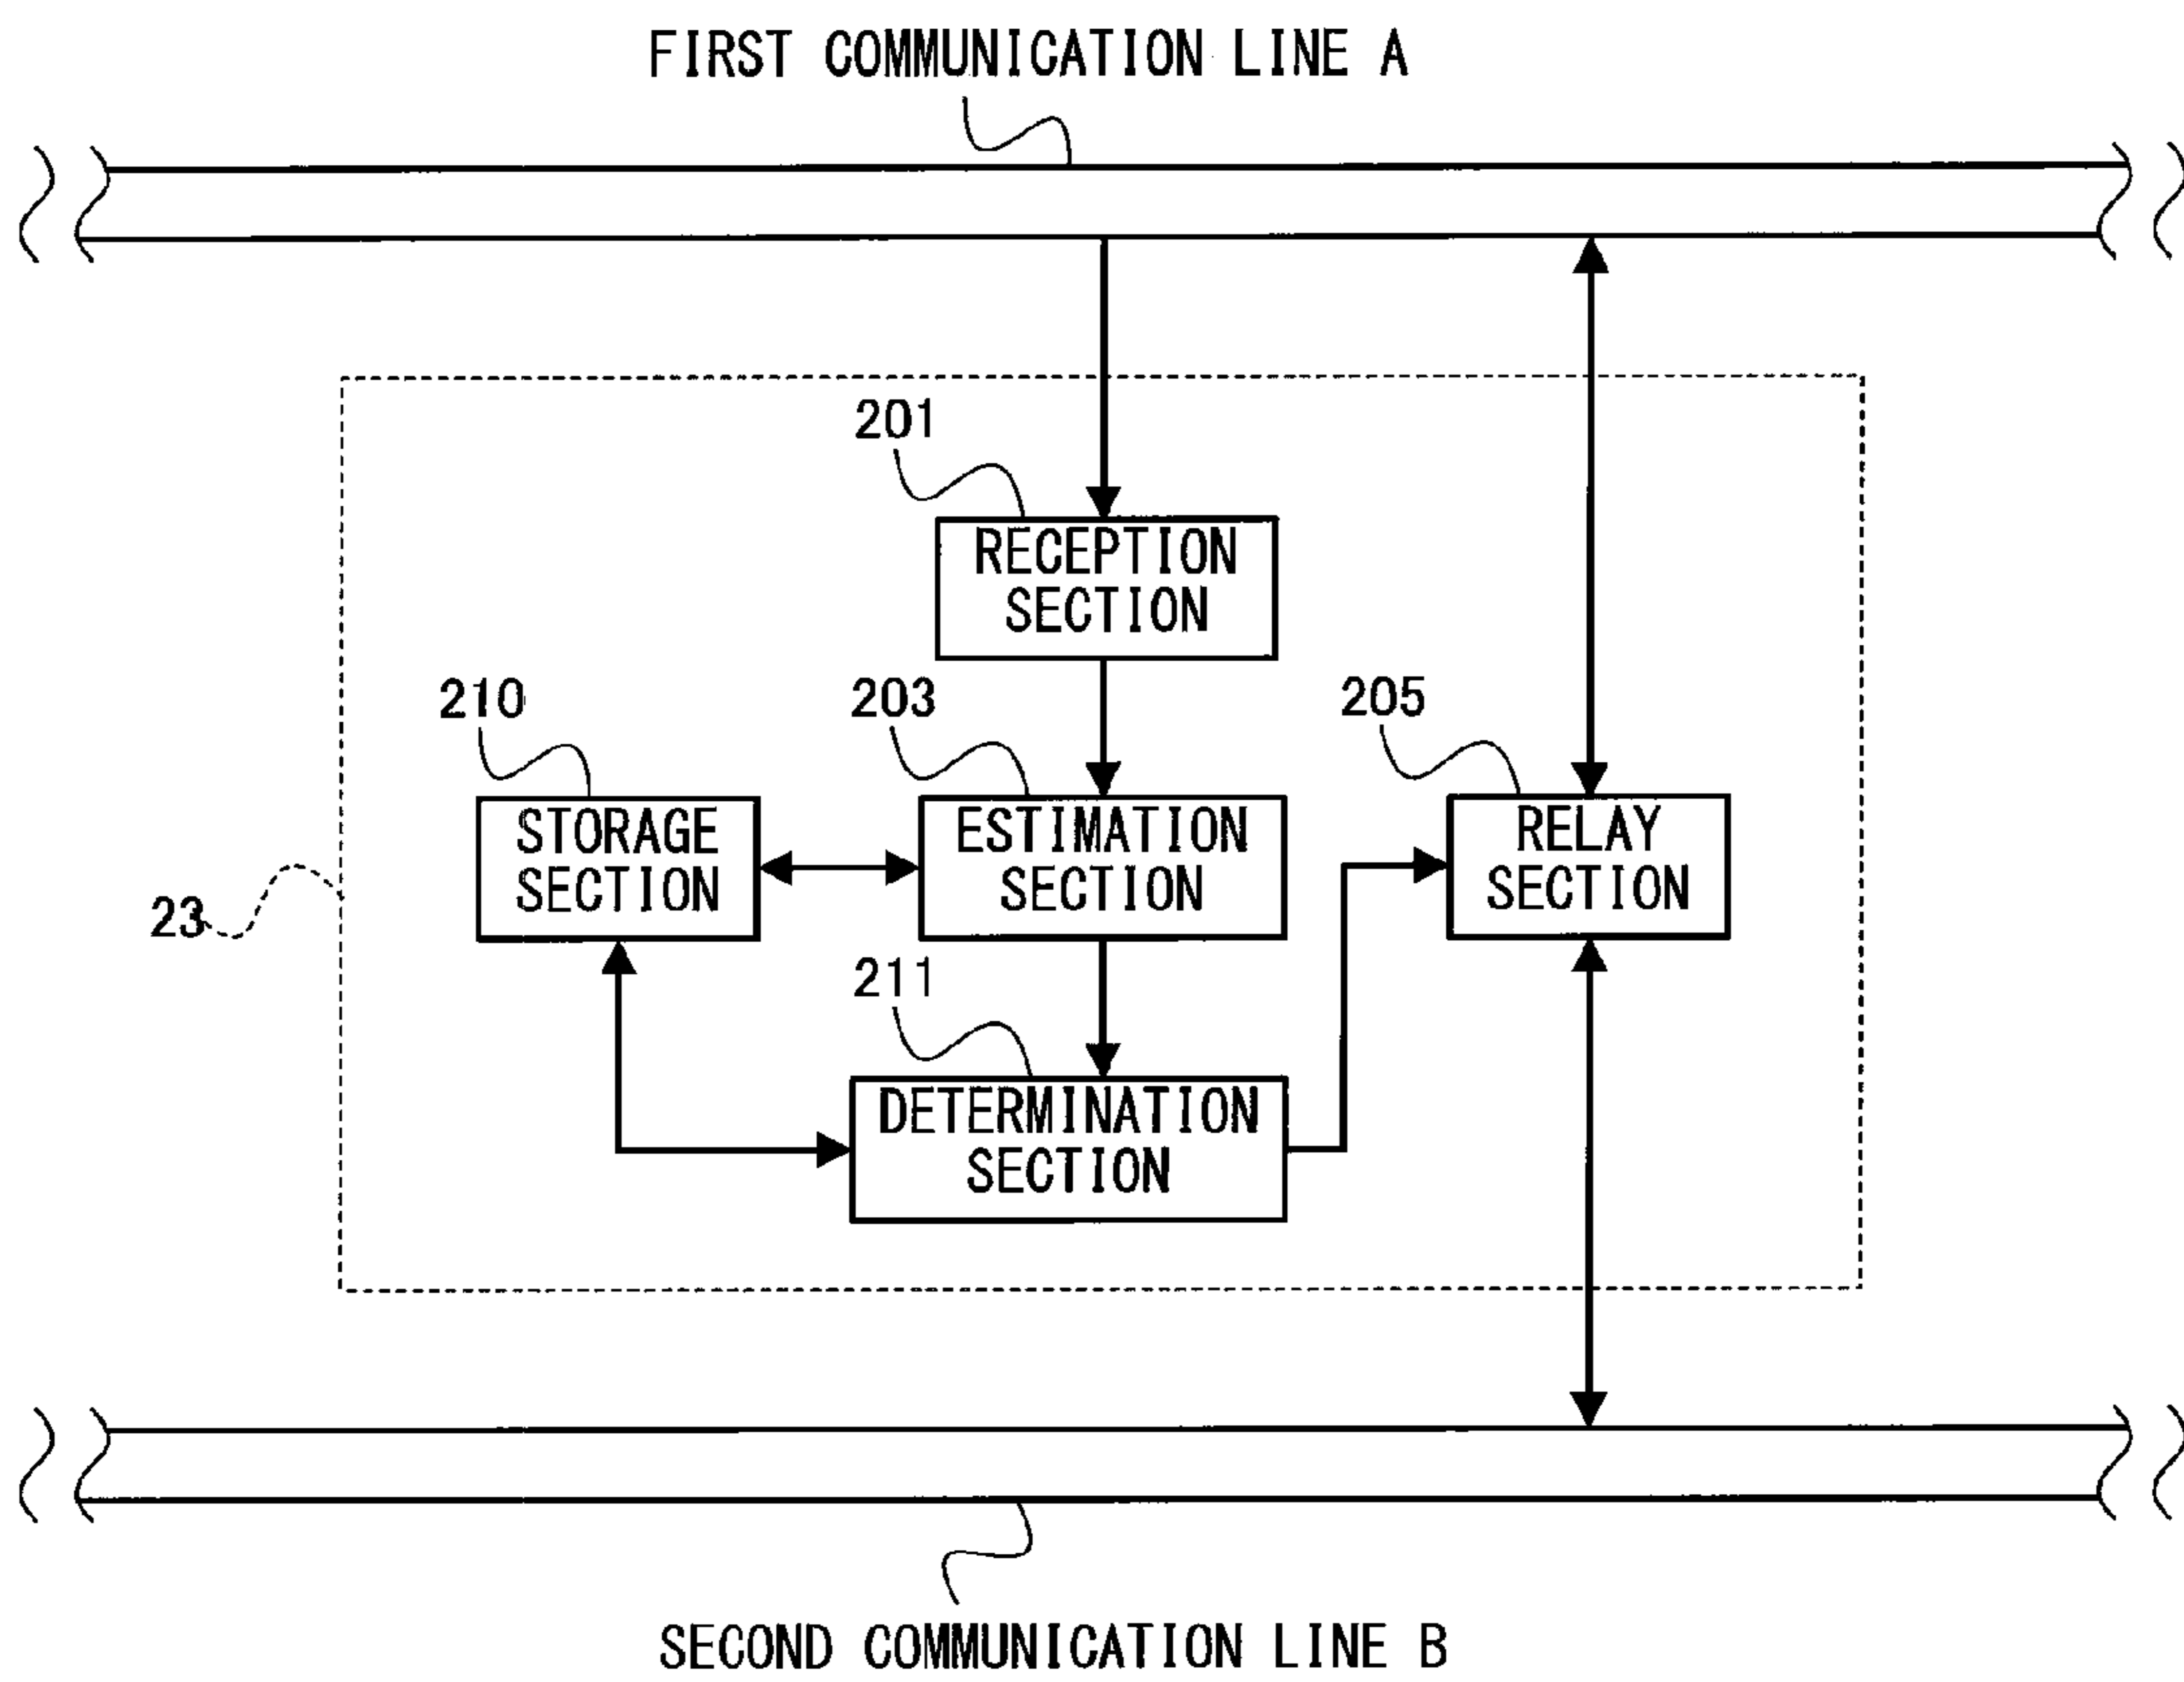 FIRST COMMUNICATION LINE A
201
RECEPTION
SECTION
210
203
205
STORAGE
SECTION
ESTIMATION
SECTION
RELAY
SECTION
23
211
DETERMINATION
SECTION
SECOND COMMUNICATION LINE B